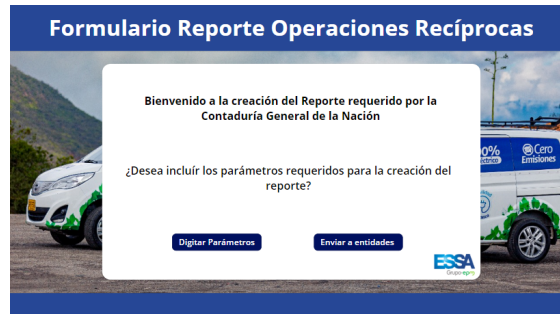 Formulario Reporte Operaciones Recíprocas
Bienvenido a la creación del Reporte requerido por la
Contaduría General de la Nación
¿Desea incluír los parámetros requeridos para la creación del
reporte?
Digitar Parámetros
Enviar a entidades
ESSA
Grupo·epm
Cero
Emisiones